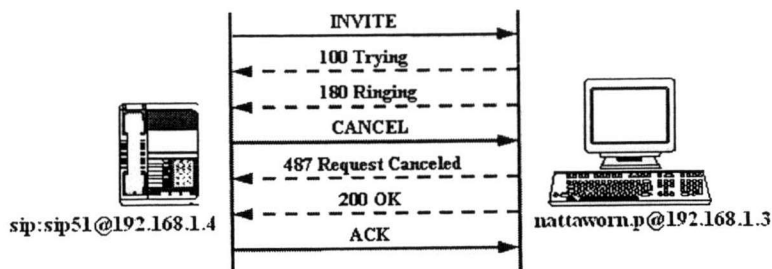 INVITE
100 Trying
180 Ringing
CANCEL
487 Request Canceled
200 OK
sip:sip51@192.168.1.4
nattaworn.p@192.168.1.3
ACK